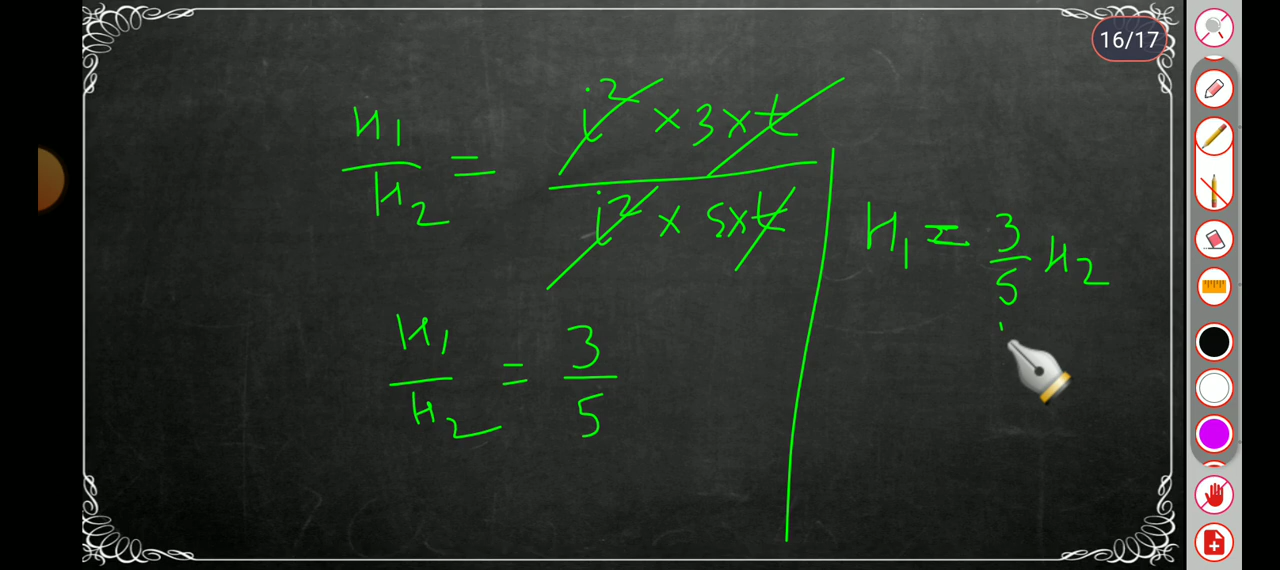 16/17
H₁/H₂ = i² × 3 × t / i² × 5 × t
H₁/H₂ = 3/5
H₁ = 3/5 H₂